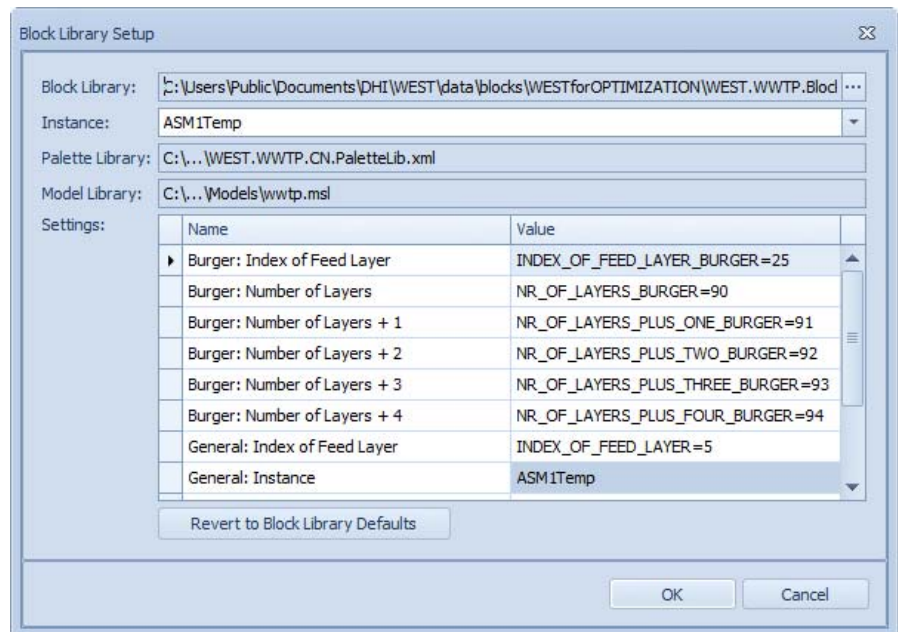 Block Library Setup
Block Library: C:\Users\Public\Documents\DHI\WEST\data\blocks\WESTforOPTIMIZATION\WEST.WWTP.Blocl ...
Instance: ASM1Temp
Palette Library: C:\...\WEST.WWTP.CN.PaletteLib.xml
Model Library: C:\...\Models\wwtp.msl
Settings: Name Value
Burger: Index of Feed Layer INDEX_OF_FEED_LAYER_BURGER=25
Burger: Number of Layers NR_OF_LAYERS_BURGER=90
Burger: Number of Layers + 1 NR_OF_LAYERS_PLUS_ONE_BURGER=91
Burger: Number of Layers + 2 NR_OF_LAYERS_PLUS_TWO_BURGER=92
Burger: Number of Layers + 3 NR_OF_LAYERS_PLUS_THREE_BURGER=93
Burger: Number of Layers + 4 NR_OF_LAYERS_PLUS_FOUR_BURGER=94
General: Index of Feed Layer INDEX_OF_FEED_LAYER=5
General: Instance ASM1Temp
Revert to Block Library Defaults
OK Cancel